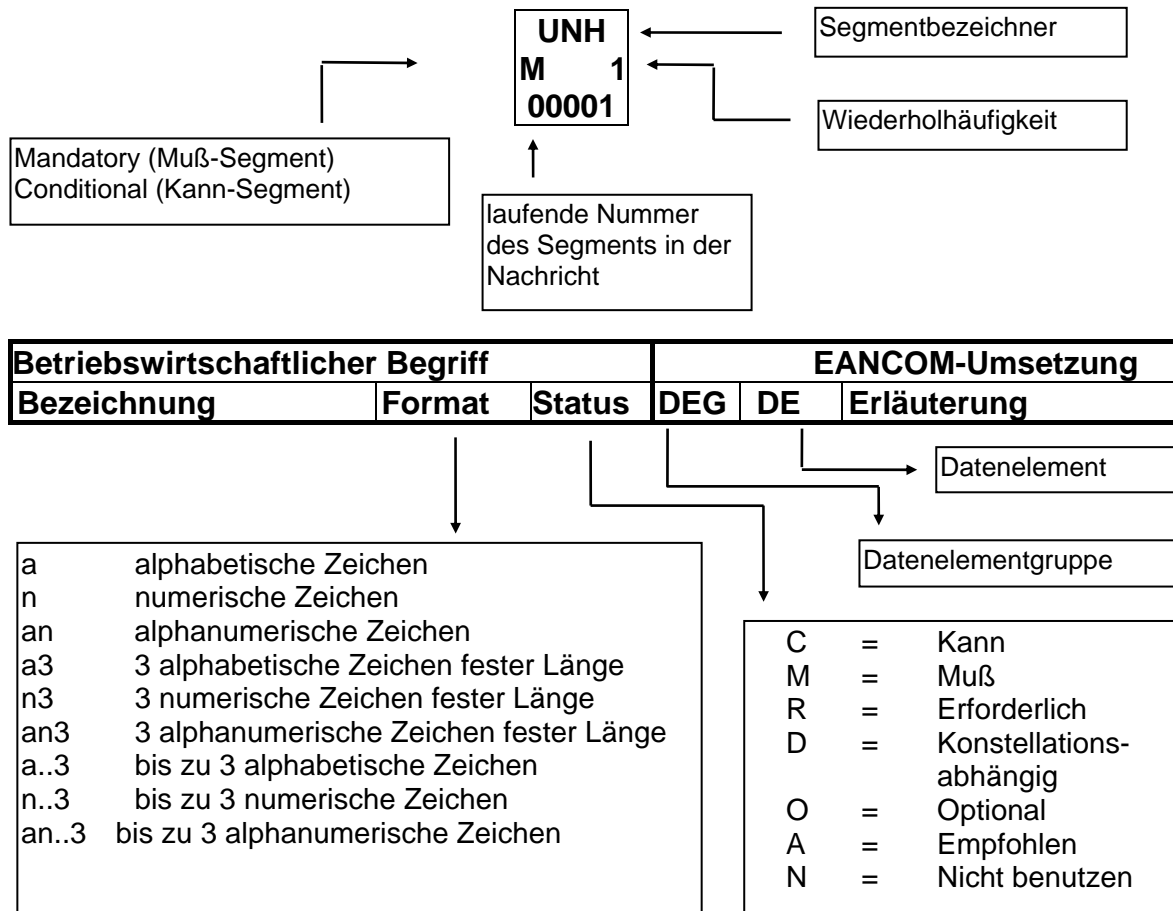 UNH
M 1
00001
Segmentbezeichner
Wiederholhäufigkeit
Mandatory (Muß-Segment)
Conditional (Kann-Segment)
laufende Nummer
des Segments in der
Nachricht
Betriebswirtschaftlicher Begriff EANCOM-Umsetzung
Bezeichnung Format Status DEG DE Erläuterung
Datenelement
Datenelementgruppe
a alphabetische Zeichen
n numerische Zeichen
an alphanumerische Zeichen
a3 3 alphabetische Zeichen fester Länge
n3 3 numerische Zeichen fester Länge
an3 3 alphanumerische Zeichen fester Länge
a..3 bis zu 3 alphabetische Zeichen
n..3 bis zu 3 numerische Zeichen
an..3 bis zu 3 alphanumerische Zeichen
C = Kann
M = Muß
R = Erforderlich
D = Konstellations-
abhängig
O = Optional
A = Empfohlen
N = Nicht benutzen